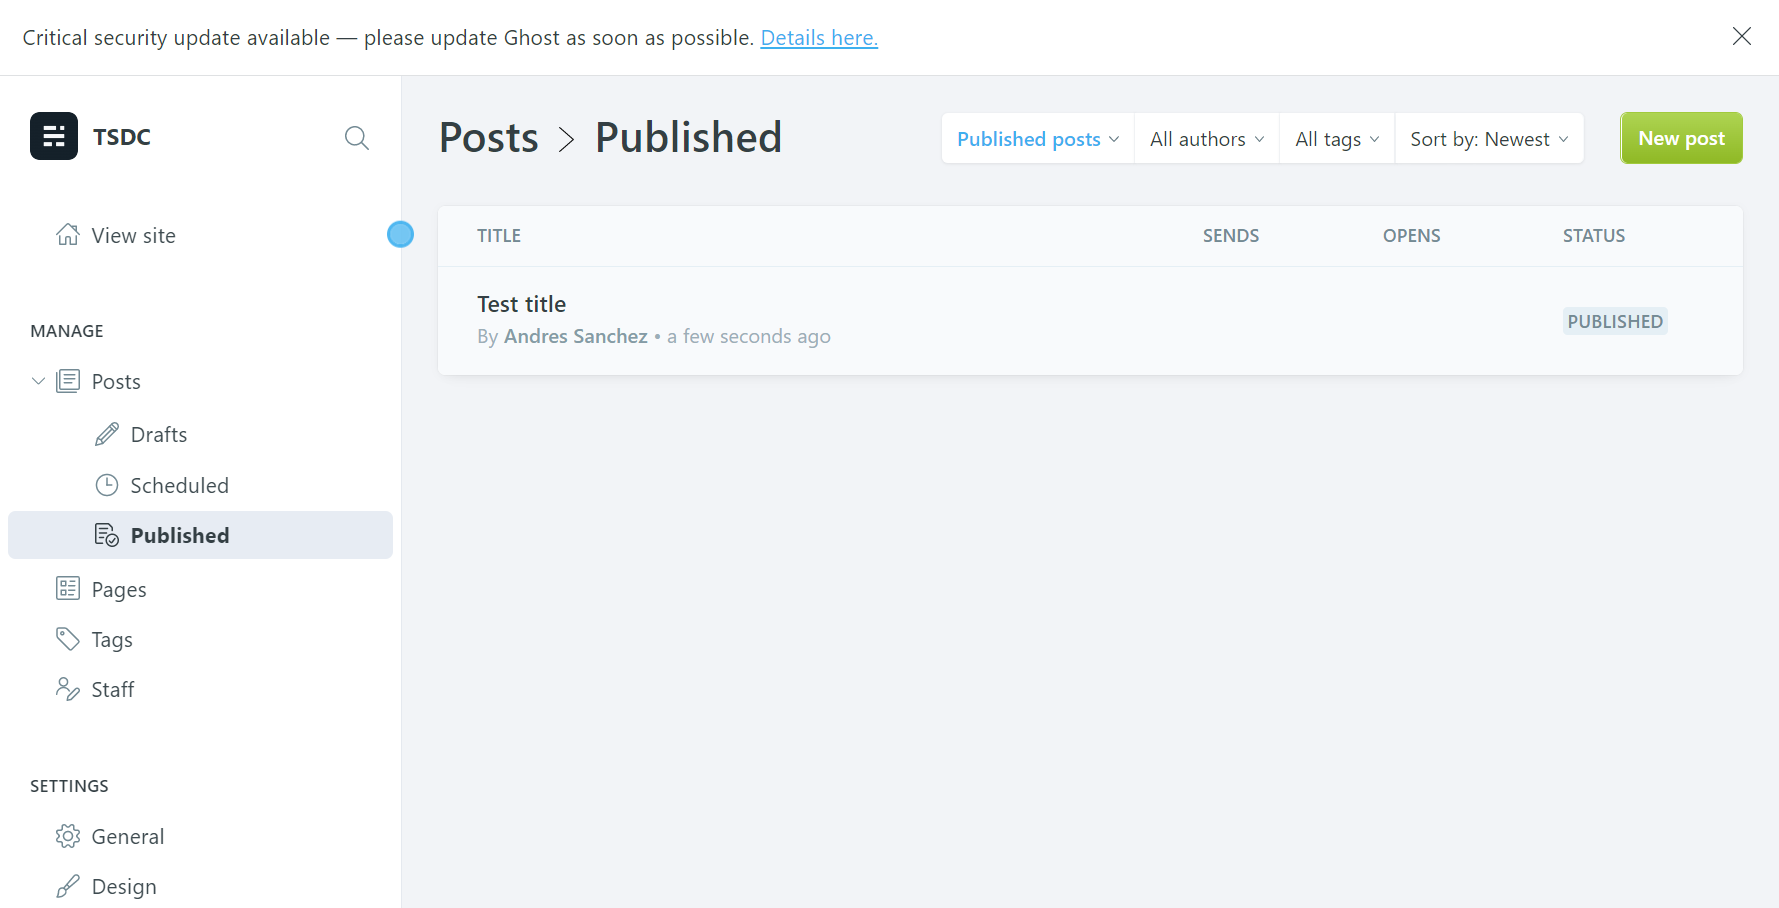 Critical security update available — please update Ghost as soon as possible. Details here.
TSDC
View site
MANAGE
Posts
Drafts
Scheduled
Published
Pages
Tags
Staff
SETTINGS
General
Design
Posts > Published
Published posts
All authors
All tags
Sort by: Newest
New post
TITLE SENDS OPENS STATUS
Test title
By Andres Sanchez • a few seconds ago
PUBLISHED